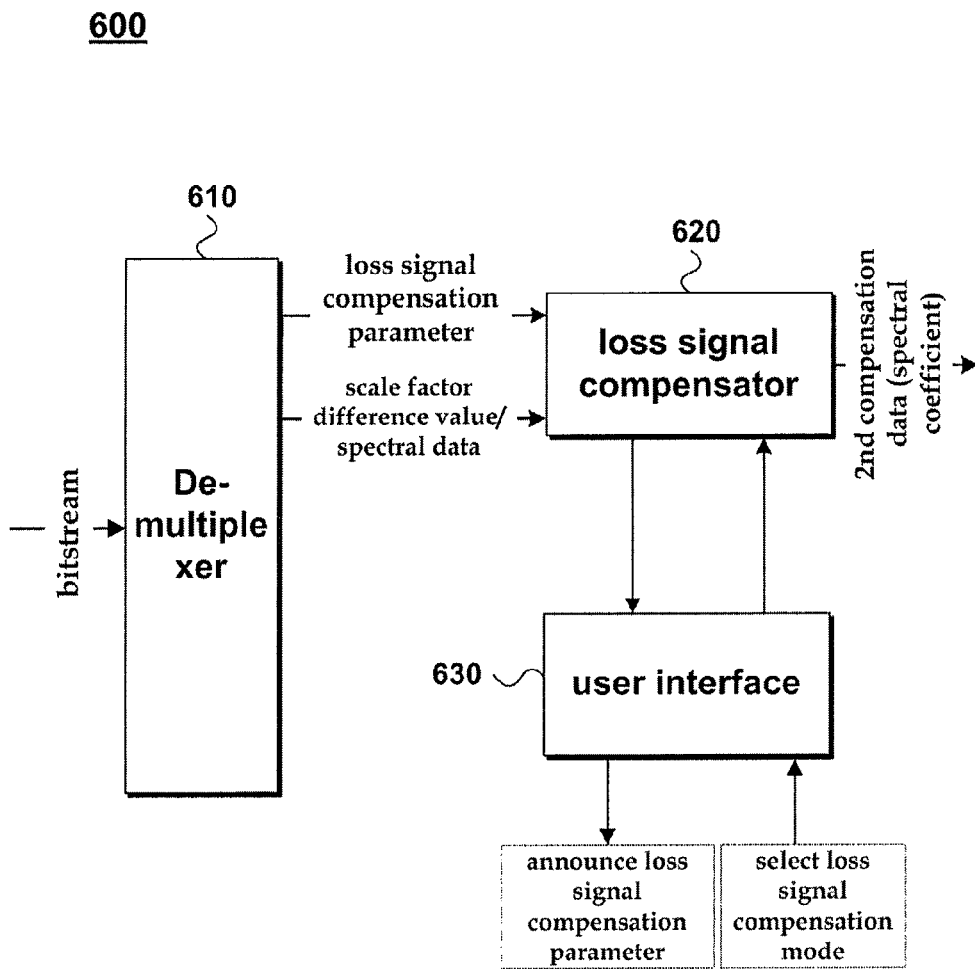 600
610
620
loss signal
compensation
parameter
scale factor
difference value/
spectral data
loss signal
compensator
2nd compensation
data (spectral
coefficient)
bitstream
De-
multiple
xer
630
user interface
announce loss
signal
compensation
parameter
select loss
signal
compensation
mode